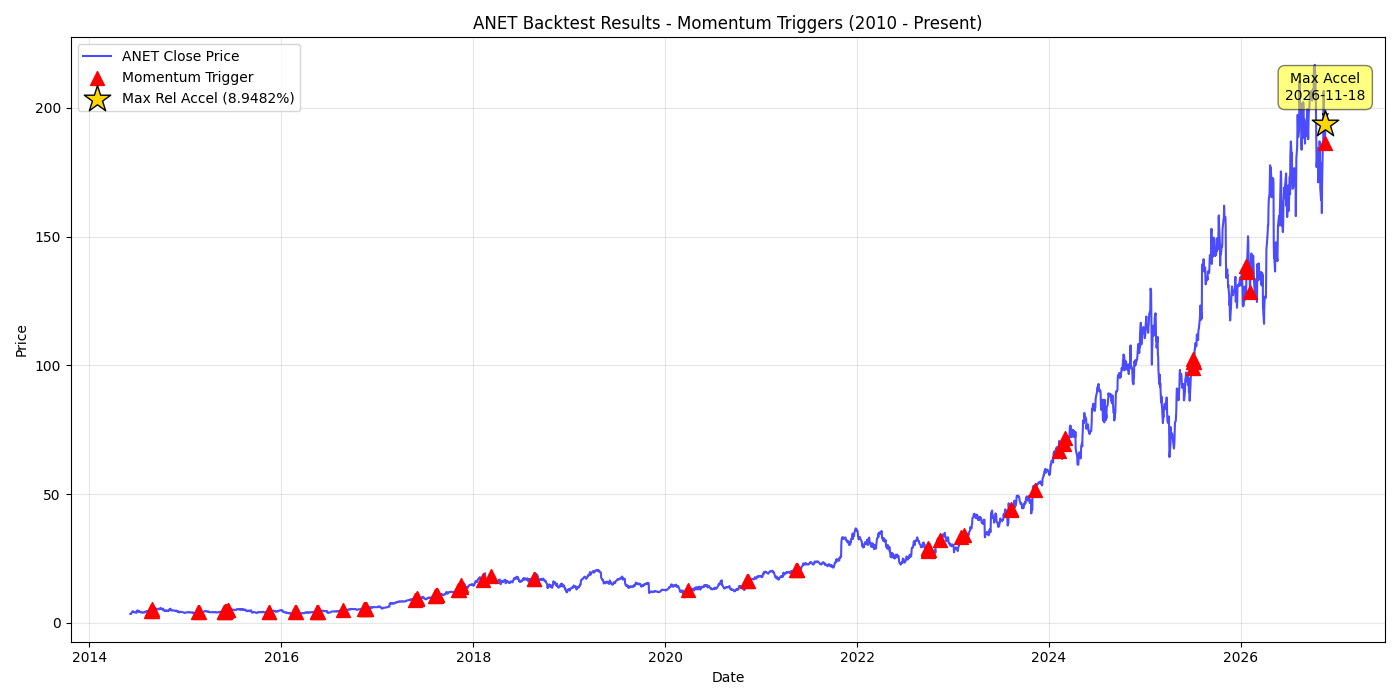 ANET Backtest Results - Momentum Triggers (2010 - Present)
ANET Close Price
Momentum Trigger
Max Rel Accel (8.9482%)
Max Accel
2026-11-18
Price
200
150
100
50
0
2014
2016
2018
2020
2022
2024
2026
Date